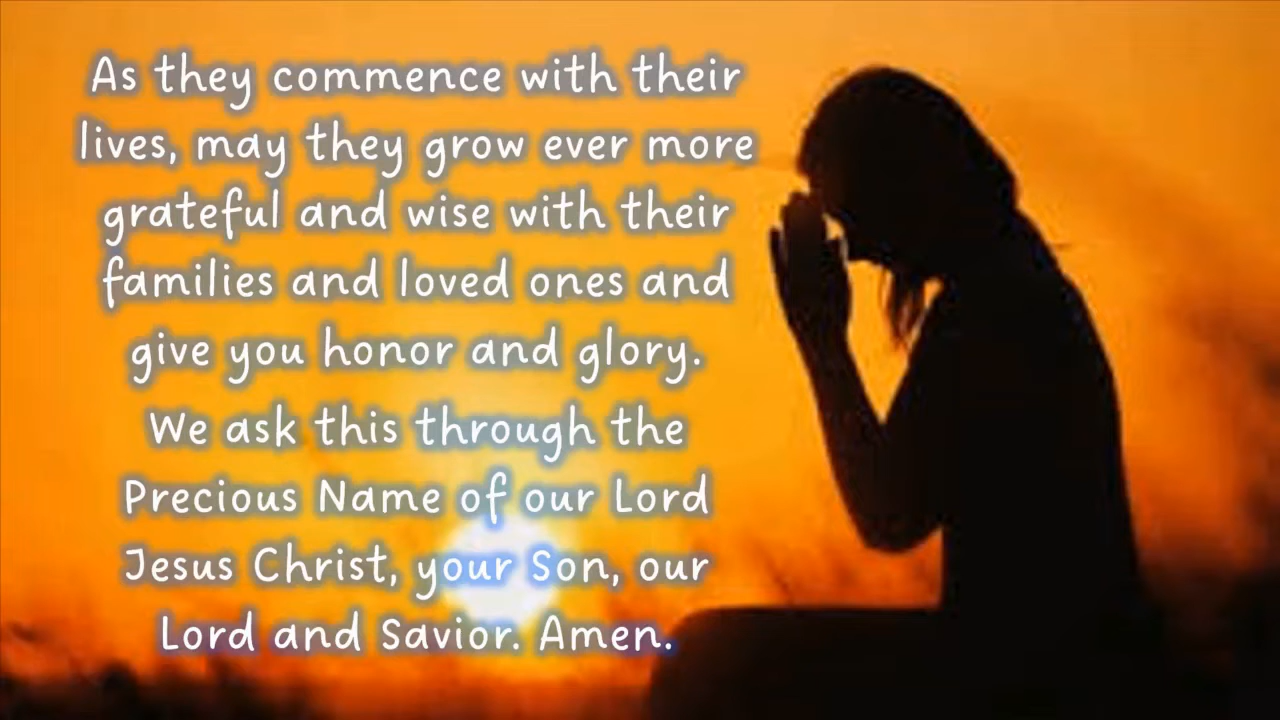 As they commence with their
lives, may they grow ever more
grateful and wise with their
families and loved ones and
give you honor and glory.
We ask this through the
Precious Name of our Lord
Jesus Christ, your Son, our
Lord and Savior. Amen.